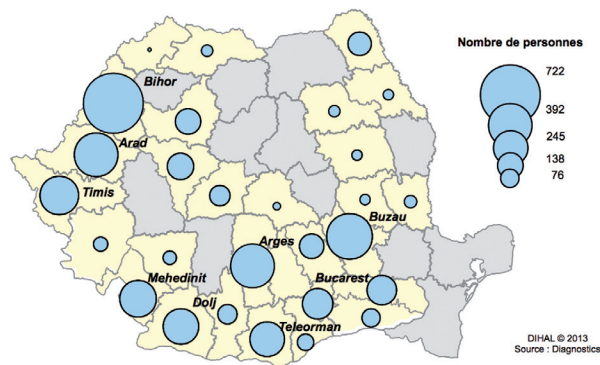 Nombre de personnes
722
392
245
138
76
Bihor
Arad
Timis
Buzau
Arges
Mehedinit
Bucarest
Dolj
Teleorman
DIHAL © 2013
Source : Diagnostics